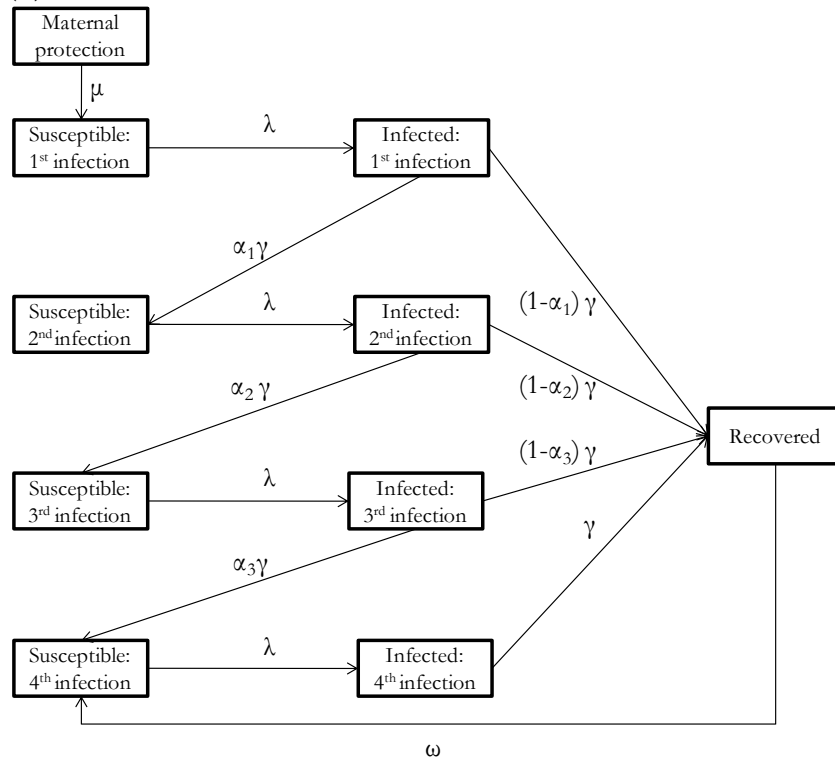 Maternal
protection
μ
Susceptible:
1st infection
λ
Infected:
1st infection
α1γ
Susceptible:
2nd infection
λ
Infected:
2nd infection
(1-α1) γ
α2 γ
(1-α2) γ
Recovered
(1-α3) γ
Susceptible:
3rd infection
λ
Infected:
3rd infection
α3γ
γ
Susceptible:
4th infection
λ
Infected:
4th infection
ω